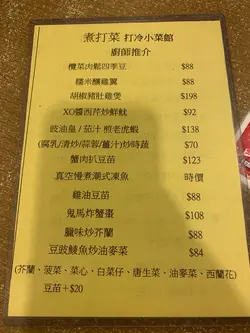 煮打菜 打冷小菜館
廚師推介
欖菜肉鬆四季豆 $88
糯米釀雞翼 $88
胡椒豬肚雞煲 $198
XO醬西芹炒鮮魷 $92
豉油皇/茄汁 煎老虎蝦 $138
(腐乳/清炒/蒜蓉/薑汁)炒時蔬 $70
蟹肉扒豆苗 $123
真空慢煮潮式凍魚 時價
雞油豆苗 $88
鬼馬炸蟹棗 $108
臘味炒芥蘭 $88
豆豉鯪魚炒油麥菜 $84
(芥蘭、菠菜、菜心、白菜仔、唐生菜、油麥菜、西蘭花)
豆苗+$20